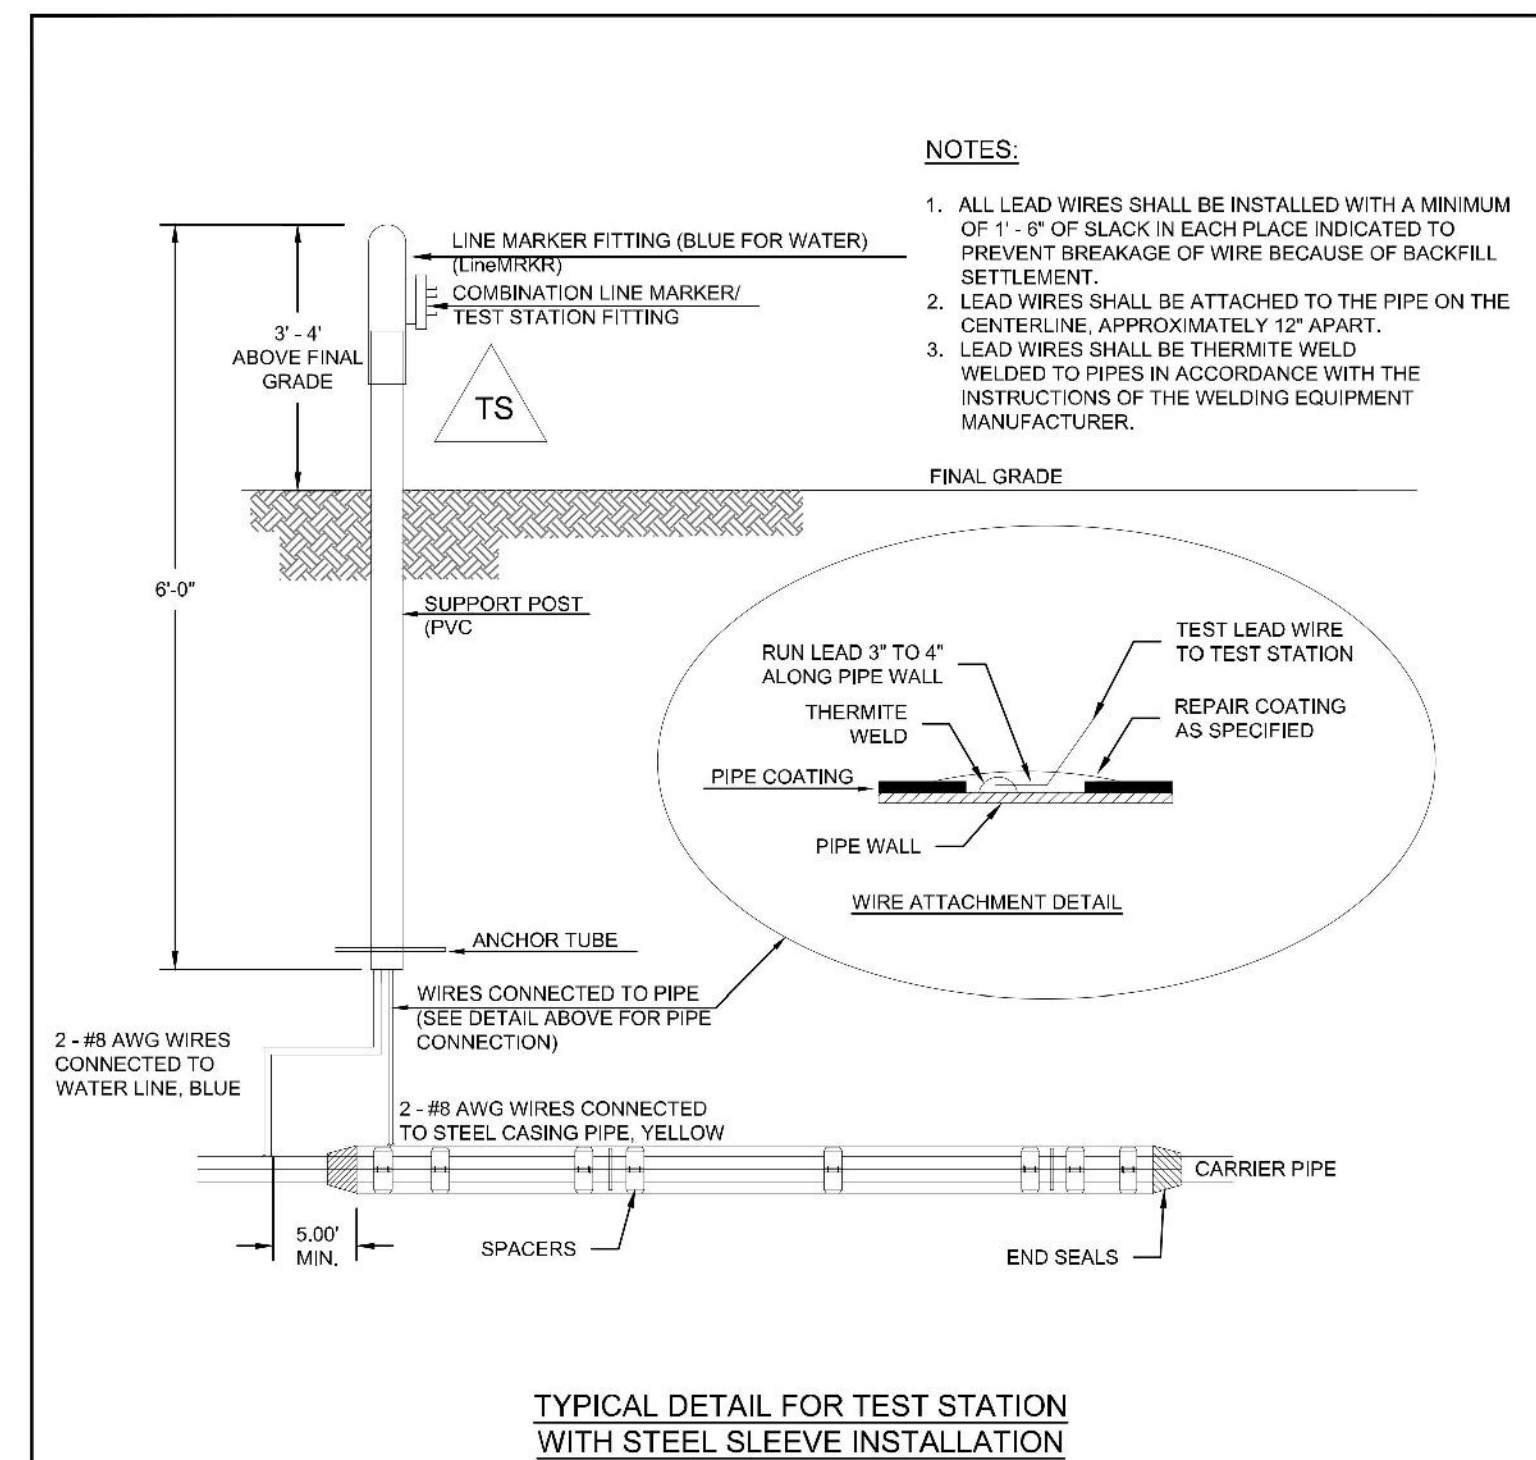 NOTES:
1. ALL LEAD WIRES SHALL BE INSTALLED WITH A MINIMUM
OF 1' - 6" OF SLACK IN EACH PLACE INDICATED TO
PREVENT BREAKAGE OF WIRE BECAUSE OF BACKFILL
SETTLEMENT.
2. LEAD WIRES SHALL BE ATTACHED TO THE PIPE ON THE
CENTERLINE, APPROXIMATELY 12" APART.
3. LEAD WIRES SHALL BE THERMITE WELD
WELDED TO PIPES IN ACCORDANCE WITH THE
INSTRUCTIONS OF THE WELDING EQUIPMENT
MANUFACTURER.
LINE MARKER FITTING (BLUE FOR WATER)
(LineMRKR)
COMBINATION LINE MARKER/
TEST STATION FITTING
3' - 4'
ABOVE FINAL
GRADE
TS
FINAL GRADE
6'-0"
SUPPORT POST
(PVC
TEST LEAD WIRE
TO TEST STATION
RUN LEAD 3" TO 4"
ALONG PIPE WALL
THERMITE
WELD
REPAIR COATING
AS SPECIFIED
PIPE COATING
PIPE WALL
WIRE ATTACHMENT DETAIL
ANCHOR TUBE
WIRES CONNECTED TO PIPE
(SEE DETAIL ABOVE FOR PIPE
CONNECTION)
2 - #8 AWG WIRES
CONNECTED TO
WATER LINE, BLUE
2 - #8 AWG WIRES CONNECTED
TO STEEL CASING PIPE, YELLOW
CARRIER PIPE
5.00'
MIN.
SPACERS
END SEALS
TYPICAL DETAIL FOR TEST STATION
WITH STEEL SLEEVE INSTALLATION